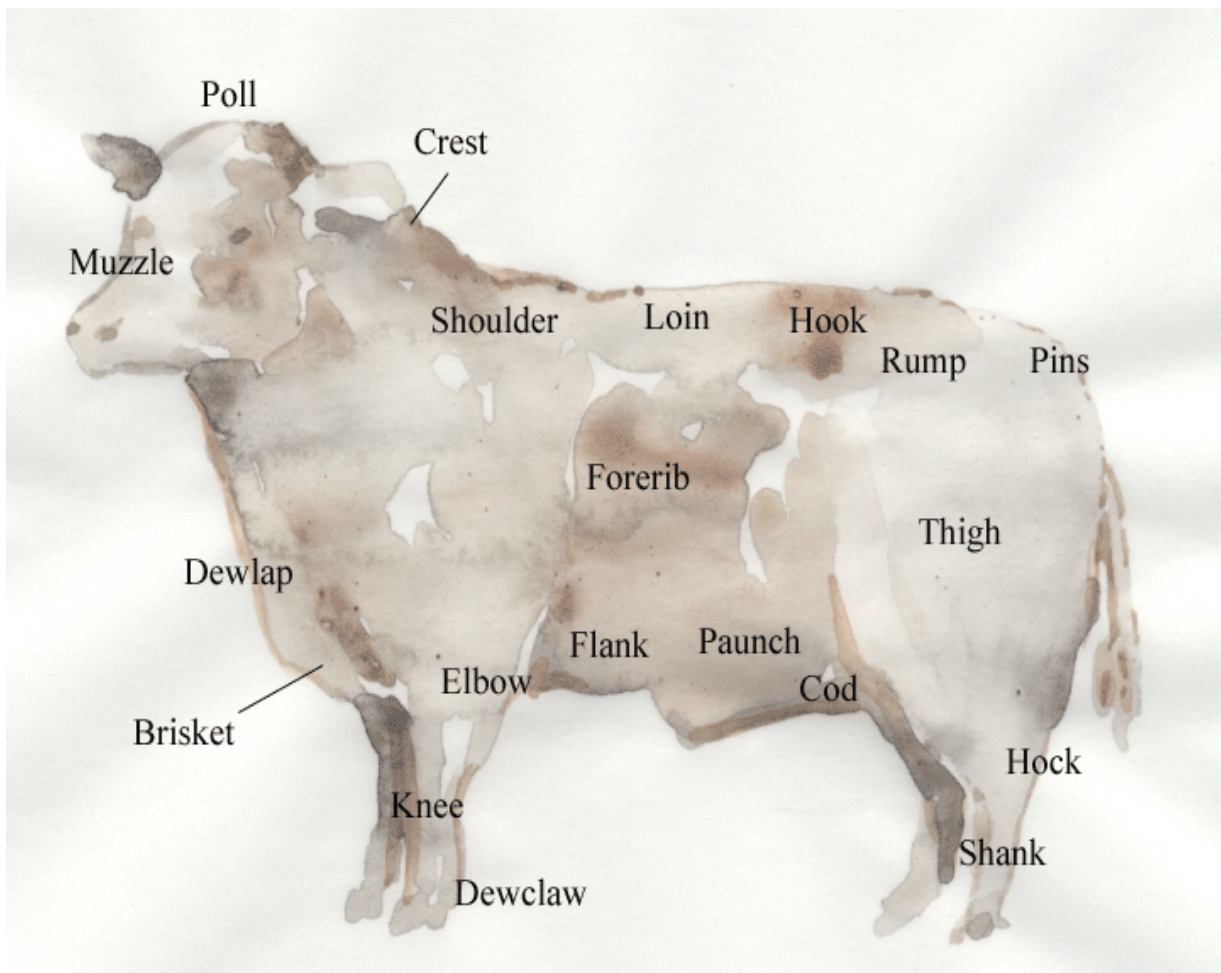 Poll
Crest
Muzzle
Shoulder
Loin
Hook
Rump
Pins
Forerib
Thigh
Dewlap
Flank
Paunch
Elbow
Cod
Brisket
Hock
Knee
Shank
Dewclaw